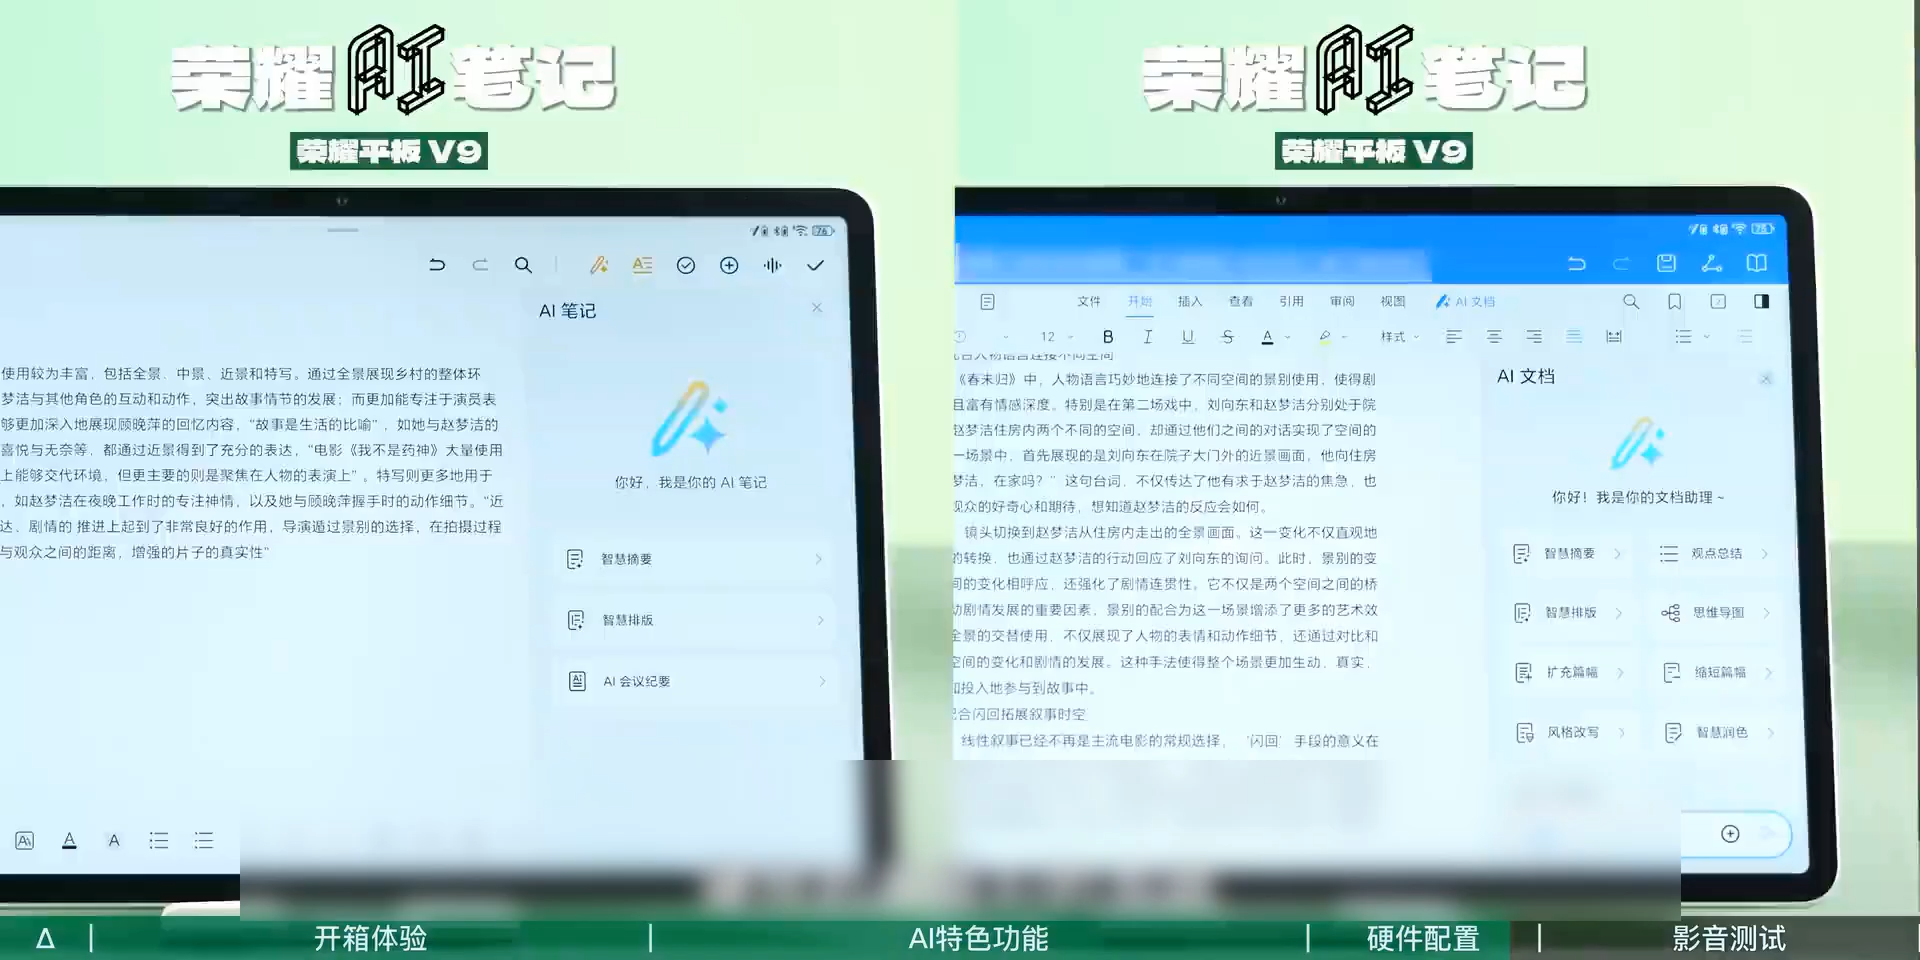 荣耀AI笔记
荣耀平板 V9
76
AI 笔记
使用较为丰富，包括全景、中景、近景和特写。通过全景展现乡村的整体环
梦洁与其他角色的互动和动作，突出故事情节的发展；而更加能专注于演员表
够更加深入地展现顾晚萍的回忆内容，“故事是生活的比喻”，如她与赵梦洁的
喜悦与无奈等，都通过近景得到了充分的表达，“电影《我不是药神》大量使用
上能够交代环境，但更主要的则是聚焦在人物的表演上”。特写则更多地用于
，如赵梦洁在夜晚工作时的专注神情，以及她与顾晚萍握手时的动作细节。“近
达、剧情的 推进上起到了非常良好的作用，导演通过景别的选择，在拍摄过程
与观众之间的距离，增强的片子的真实性”
你好，我是你的 AI 笔记
智慧摘要
智慧排版
AI 会议纪要
荣耀AI笔记
荣耀平板 V9
文件 开始 插入 查看 引用 审阅 视图 AI 文档
12 B I U S A 样式
合人物语言连接不同空间
《春未归》中，人物语言巧妙地连接了不同空间的景别使用，使得剧
且富有情感深度。特别是在第二场戏中，刘向东和赵梦洁分别处于院
赵梦洁住房内两个不同的空间，却通过他们之间的对话实现了空间的
一场景中，首先展现的是刘向东在院子大门外的近景画面，他向住房
梦洁，在家吗？”这句台词，不仅传达了他有求于赵梦洁的焦急，也
观众的好奇心和期待，想知道赵梦洁的反应会如何。
镜头切换到赵梦洁从住房内走出的全景画面。这一变化不仅直观地
的转换，也通过赵梦洁的行动回应了刘向东的询问。此时，景别的变
间的变化相呼应，还强化了剧情连贯性。它不仅是两个空间之间的桥
动剧情发展的重要因素，景别的配合为这一场景增添了更多的艺术效
全景的交替使用，不仅展现了人物的表情和动作细节，还通过对比和
空间的变化和剧情的发展。这种手法使得整个场景更加生动、真实，
和投入地参与到故事中。
配合闪回拓展叙事时空
线性叙事已经不再是主流电影的常规选择，“闪回”手段的意义在
AI 文档
你好！我是你的文档助理~
智慧摘要 观点总结
智慧排版 思维导图
扩充篇幅 缩短篇幅
风格改写 智慧润色
开箱体验 AI特色功能 硬件配置 影音测试